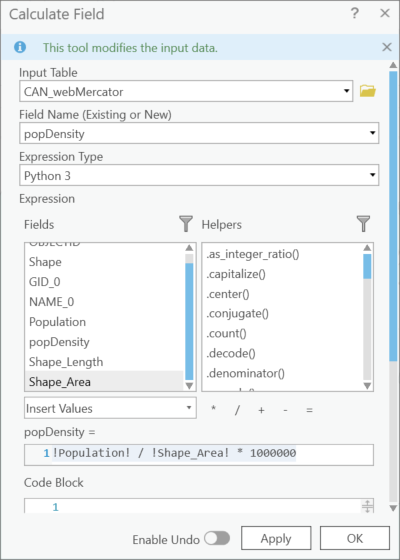 Calculate Field
?
This tool modifies the input data.
Input Table
CAN_webMercator
Field Name (Existing or New)
popDensity
Expression Type
Python 3
Expression
Fields
Helpers
OBJECTID
Shape
GID_0
NAME_0
Population
popDensity
Shape_Length
Shape_Area
.as_integer_ratio()
.capitalize()
.center()
.conjugate()
.count()
.decode()
.denominator()
Insert Values
* / + - =
popDensity =
1 !Population! / !Shape_Area! * 1000000
Code Block
1
Enable Undo
Apply
OK